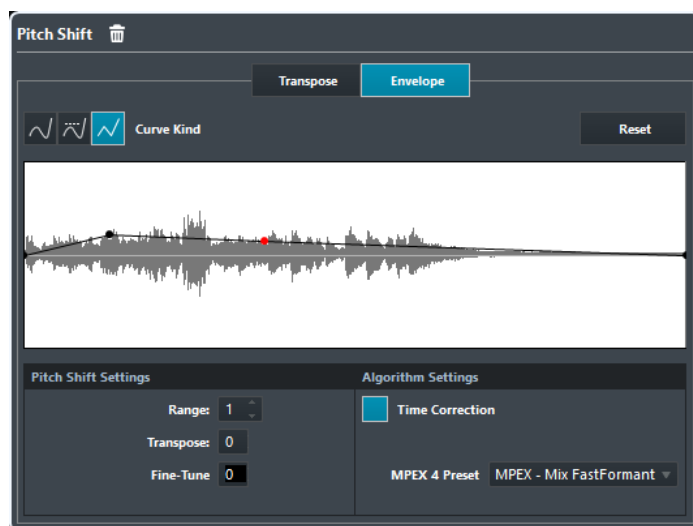 Pitch Shift
Transpose Envelope
Curve Kind Reset
Pitch Shift Settings
Range: 1
Transpose: 0
Fine-Tune 0
Algorithm Settings
Time Correction
MPEX 4 Preset MPEX - Mix FastFormant